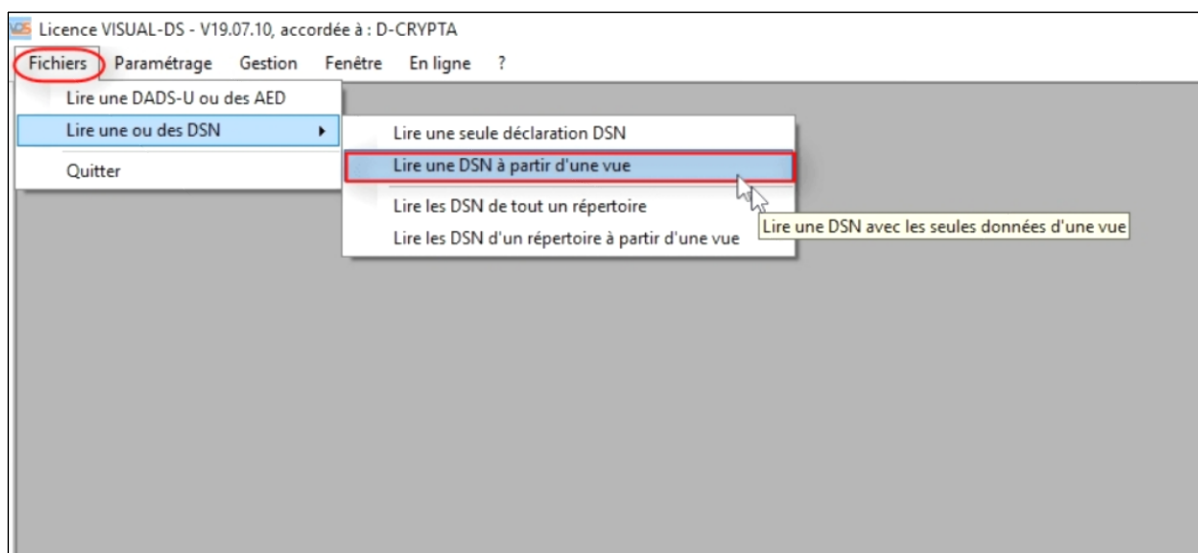 VDS Licence VISUAL-DS - V19.07.10, accordée à : D-CRYPTA
Fichiers Paramétrage Gestion Fenêtre En ligne ?
Lire une DADS-U ou des AED
Lire une ou des DSN
Quitter
Lire une seule déclaration DSN
Lire une DSN à partir d'une vue
Lire les DSN de tout un répertoire
Lire les DSN d'un répertoire à partir d'une vue
Lire une DSN avec les seules données d'une vue